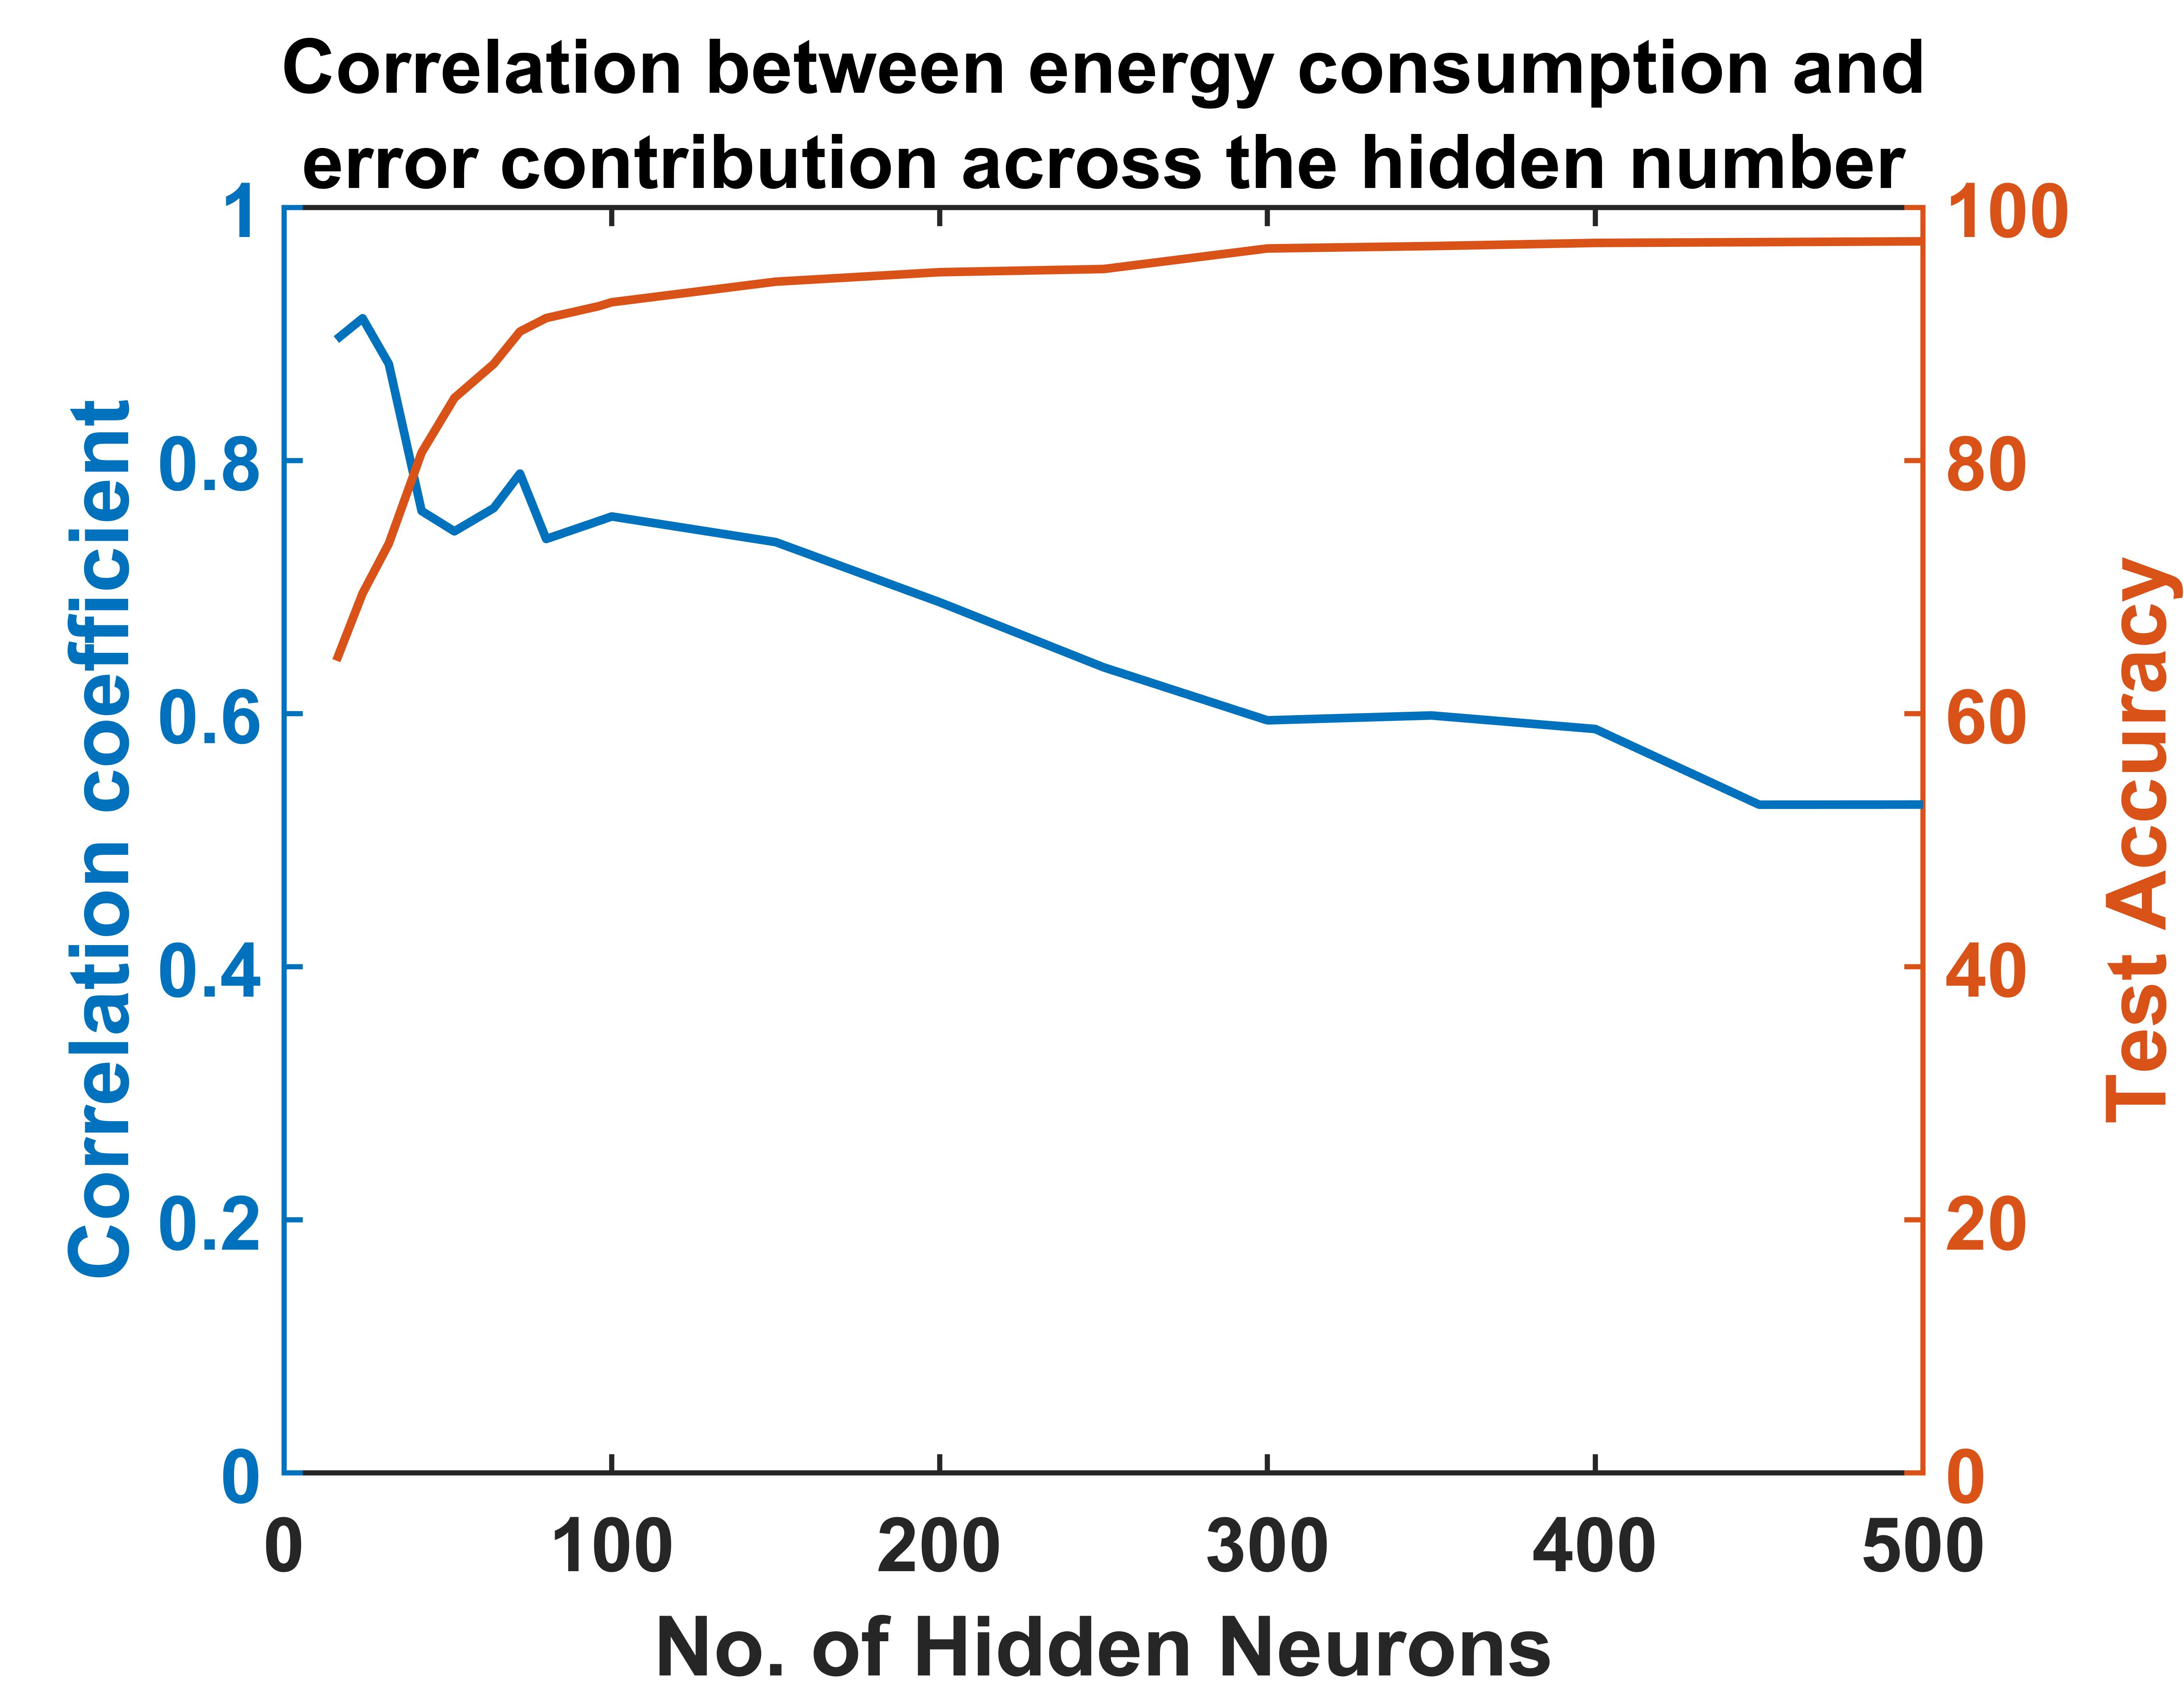 Correlation between energy consumption and
error contribution across the hidden number
Correlation coefficient
1
0.8
0.6
0.4
0.2
0
100
80
60
40
20
0
Test Accuracy
0 100 200 300 400 500
No. of Hidden Neurons